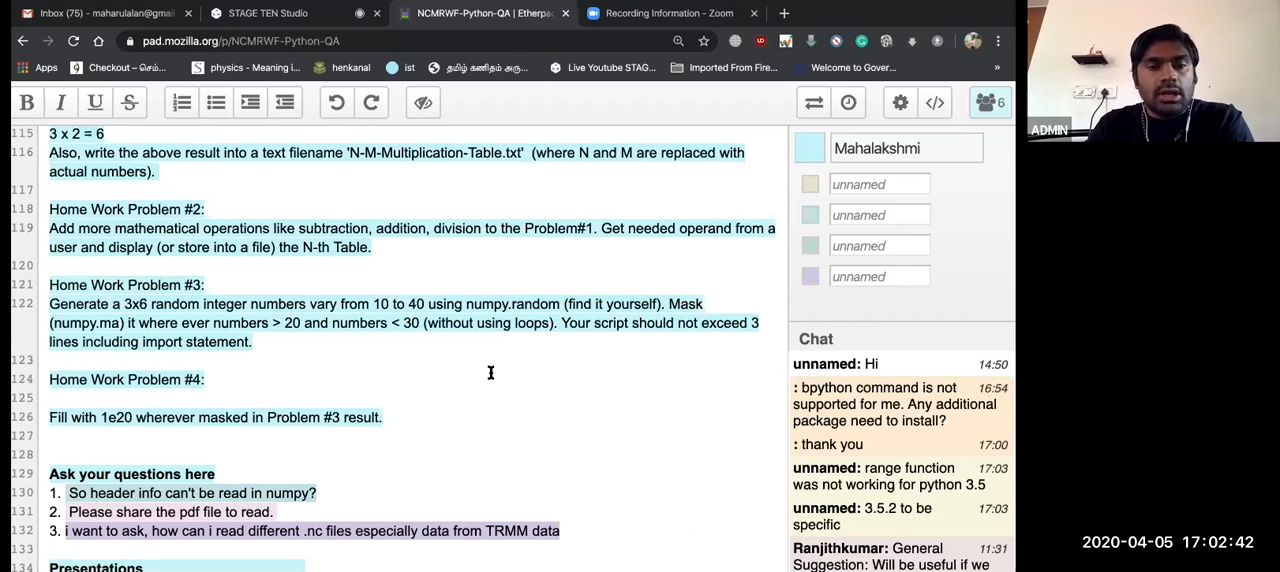 Inbox (75) - maharulalan@gmai
STAGE TEN Studio
NCMRWF-Python-QA | Etherpa
Recording Information - Zoom
pad.mozilla.org/p/NCMRWF-Python-QA
Apps
Checkout – செம்...
physics - Meaning i...
henkanal
ist
தமிழ் கணிதம் அரு...
Live Youtube STAG...
Imported From Fire...
Welcome to Gover...
»
B I U S
6
115 3 x 2 = 6
116 Also, write the above result into a text filename 'N-M-Multiplication-Table.txt' (where N and M are replaced with
actual numbers).
117
118 Home Work Problem #2:
119 Add more mathematical operations like subtraction, addition, division to the Problem#1. Get needed operand from a
user and display (or store into a file) the N-th Table.
120
121 Home Work Problem #3:
122 Generate a 3x6 random integer numbers vary from 10 to 40 using numpy.random (find it yourself). Mask
(numpy.ma) it where ever numbers > 20 and numbers < 30 (without using loops). Your script should not exceed 3
lines including import statement.
123
124 Home Work Problem #4:
125
126 Fill with 1e20 wherever masked in Problem #3 result.
127
128
129 Ask your questions here
130 1. So header info can't be read in numpy?
131 2. Please share the pdf file to read.
132 3. i want to ask, how can i read different .nc files especially data from TRMM data
133
134 Presentations
Mahalakshmi
unnamed
unnamed
unnamed
unnamed
Chat
unnamed: Hi 14:50
: bpython command is not 16:54
supported for me. Any additional
package need to install?
: thank you 17:00
unnamed: range function 17:03
was not working for python 3.5
unnamed: 3.5.2 to be 17:03
specific
Ranjithkumar: General 11:31
Suggestion: Will be useful if we
ADMIN
2020-04-05 17:02:42